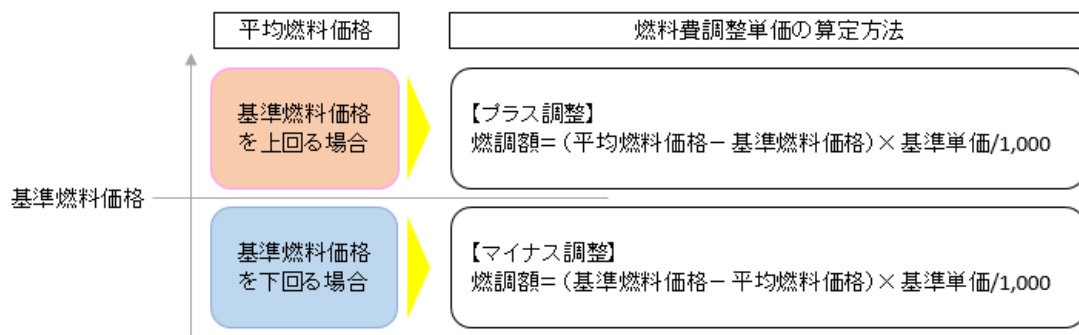 平均燃料価格
燃料費調整単価の算定方法
基準燃料価格
を上回る場合
【プラス調整】
燃調額=(平均燃料価格－基準燃料価格)×基準単価/1,000
基準燃料価格
基準燃料価格
を下回る場合
【マイナス調整】
燃調額=(基準燃料価格－平均燃料価格)×基準単価/1,000